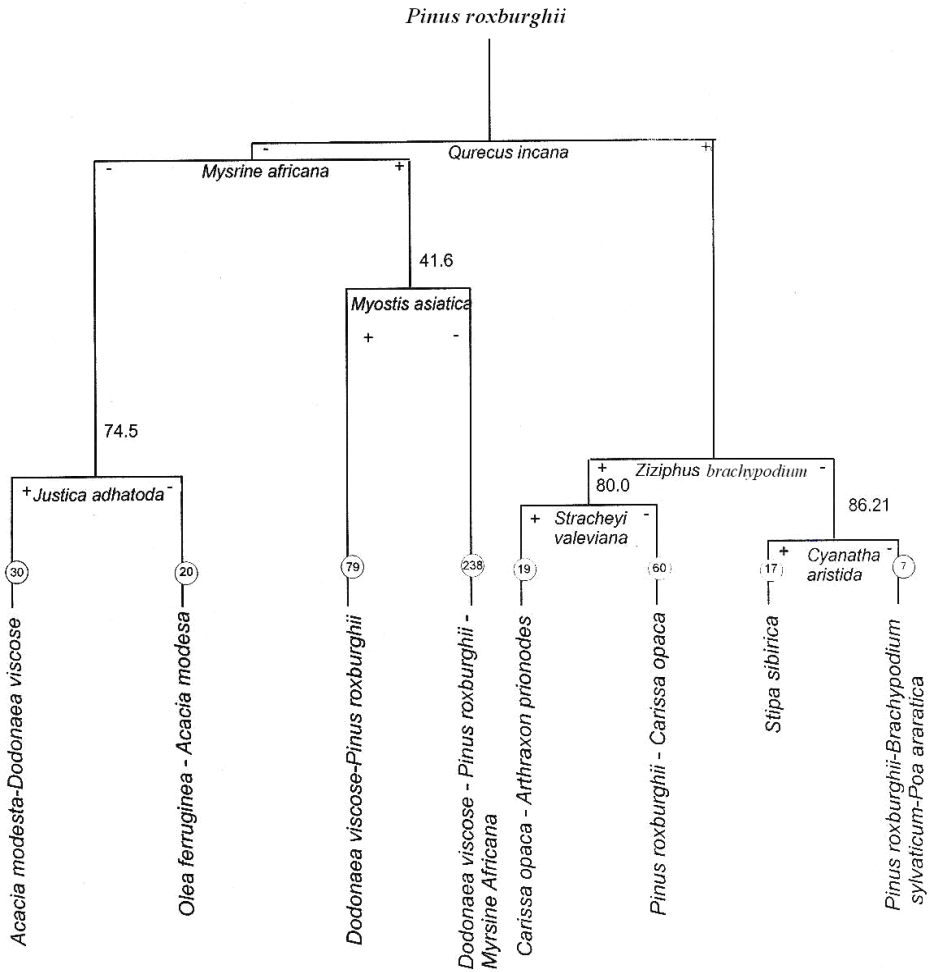 Pinus roxburghii
- Qurecus incana +
- Mysrine africana +
41.6
Myostis asiatica
+ -
74.5
+ Justica adhatoda -
+ Ziziphus brachypodium -
80.0
86.21
+ Stracheyi -
valeviana
+ Cyanatha -
aristida
30
20
79
238
19
60
17
7
Acacia modesta-Dodonaea viscose
Olea ferruginea - Acacia modesa
Dodonaea viscose-Pinus roxburghii
Dodonaea viscose - Pinus roxburghii -
Myrsine Africana
Carissa opaca - Arthraxon prionodes
Pinus roxburghii - Carissa opaca
Stipa sibirica
Pinus roxburghii-Brachypodium
sylvaticum-Poa araratica